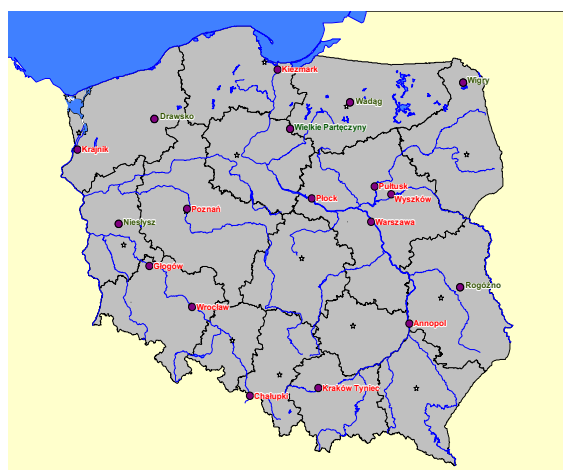 Kiezmark
Wigry
Wadąg
Drawsko
Wielkie Partęczyny
Krajnik
Pułtusk
Wyszków
Płock
Poznań
Warszawa
Niesłysz
Głogów
Rogóźno
Wrocław
Annopol
Kraków Tyniec
Chałupki